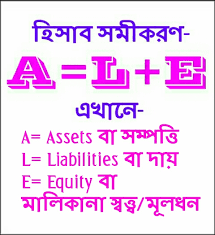 হিসাব সমীকরণ-
A=L+E
এখানে-
A= Assets বা সম্পত্তি
L= Liabilities বা দায়
E= Equity বা
মালিকানা স্বত্ত্ব/মূলধন